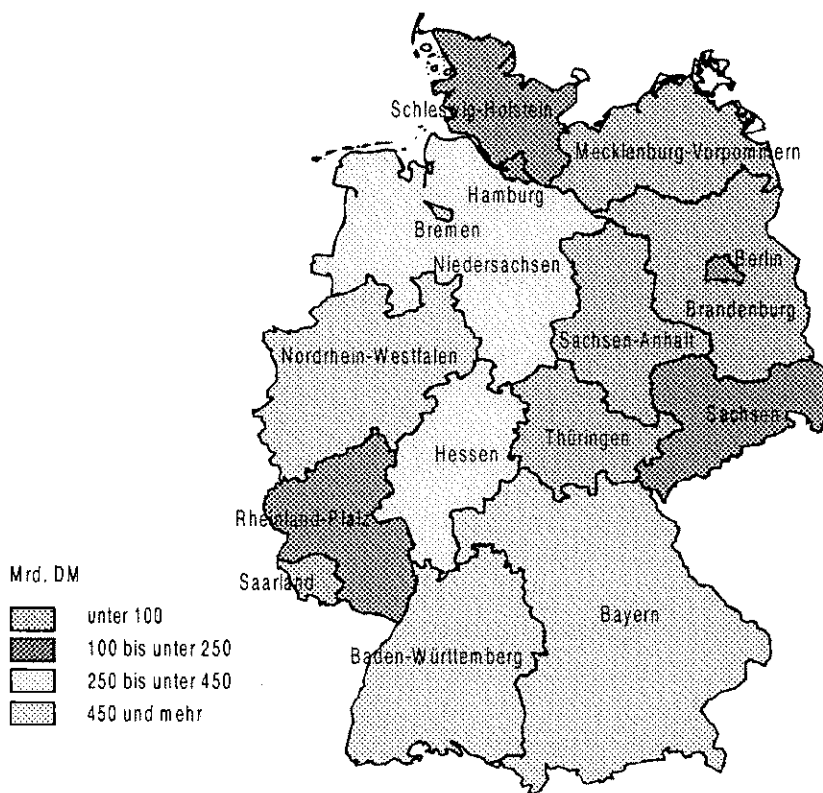 Schleswig-Holstein
Mecklenburg-Vorpommern
Hamburg
Bremen
Niedersachsen
Berlin
Brandenburg
Sachsen-Anhalt
Nordrhein-Westfalen
Sachsen
Thüringen
Hessen
Rheinland-Pfalz
Saarland
Bayern
Baden-Württemberg
Mrd. DM
unter 100
100 bis unter 250
250 bis unter 450
450 und mehr